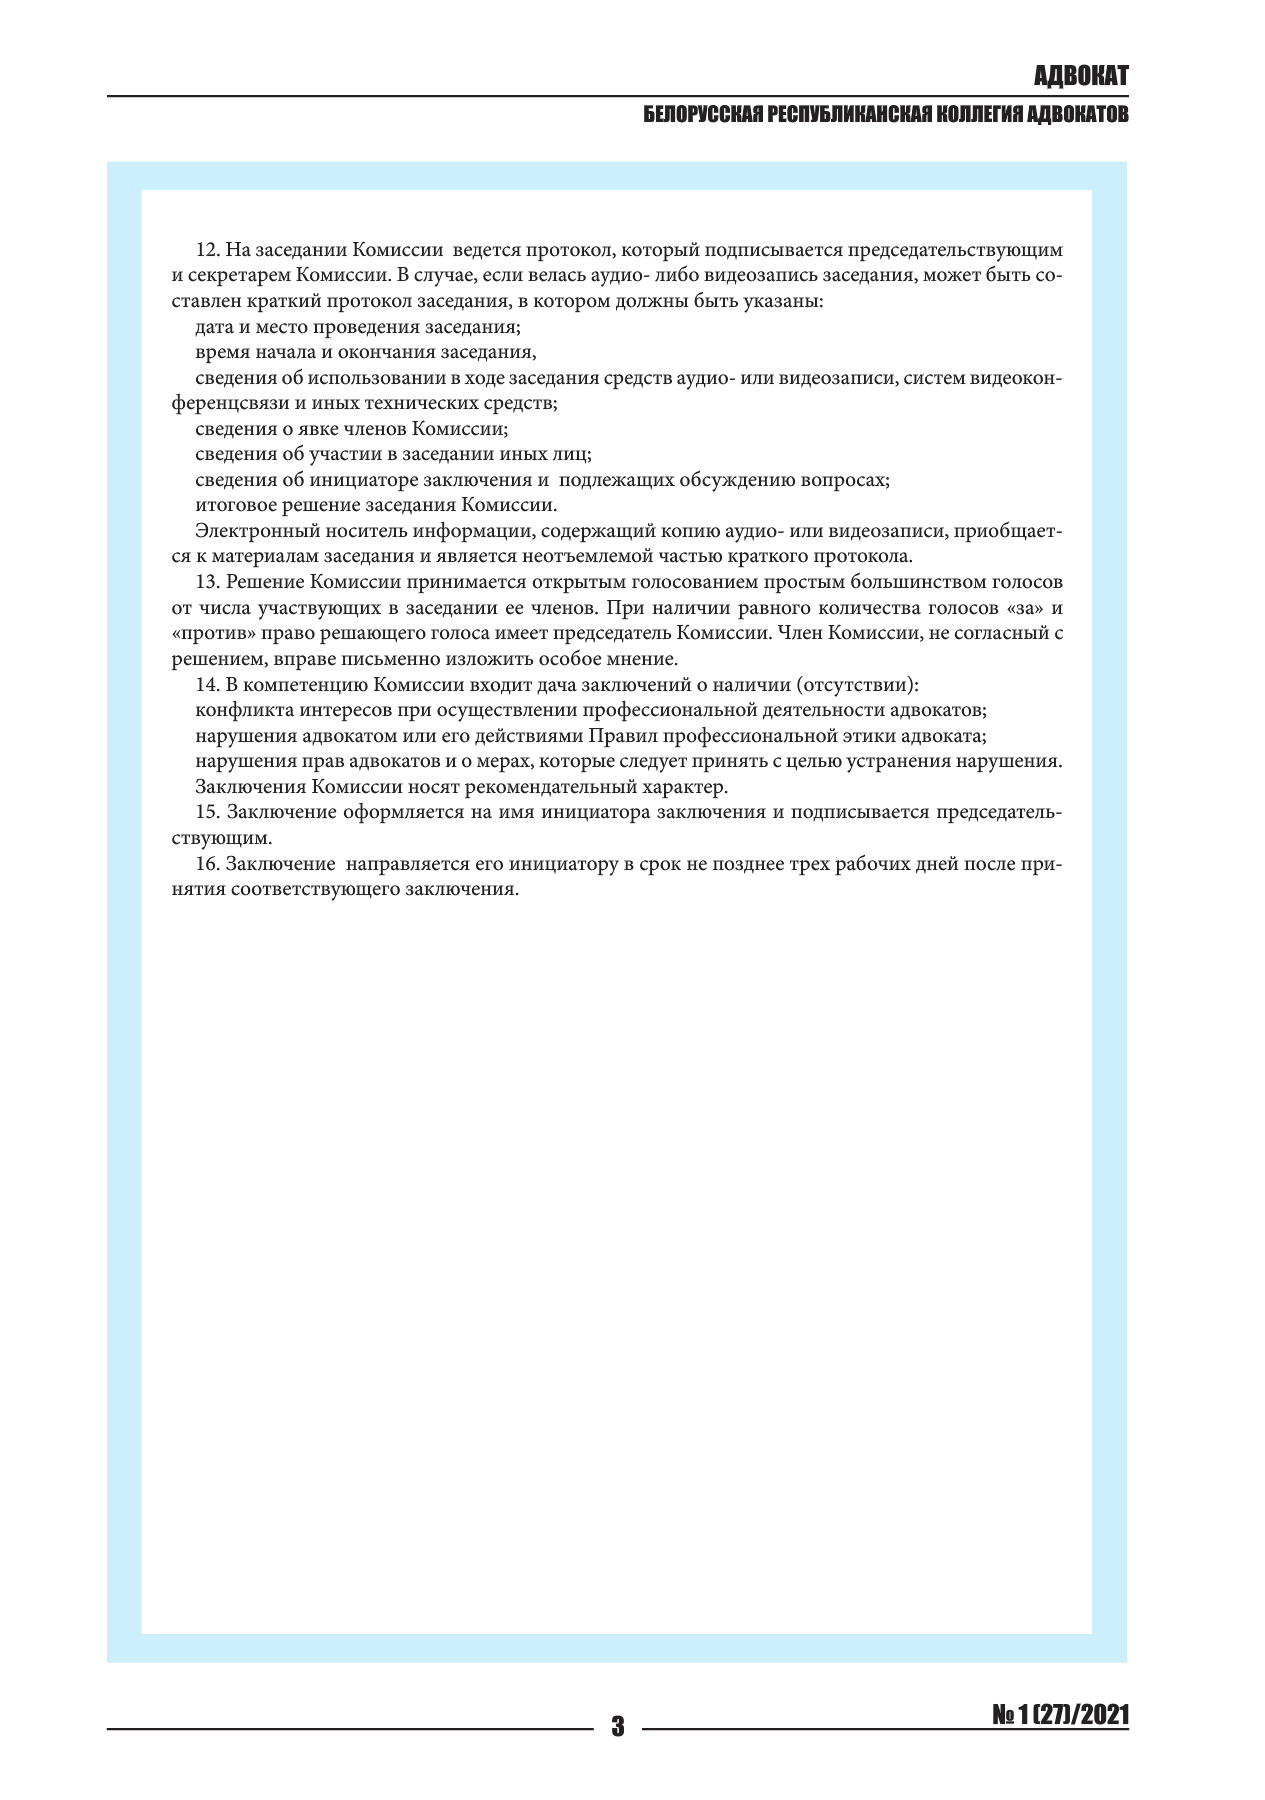 АДВОКАТ
БЕЛОРУССКАЯ РЕСПУБЛИКАНСКАЯ КОЛЛЕГИЯ АДВОКАТОВ
12. На заседании Комиссии  ведется протокол, который подписывается председательствующим
и секретарем Комиссии. В случае, если велась аудио- либо видеозапись заседания, может быть со-
ставлен краткий протокол заседания, в котором должны быть указаны:
дата и место проведения заседания;
время начала и окончания заседания,
сведения об использовании в ходе заседания средств аудио- или видеозаписи, систем видеокон-
ференцсвязи и иных технических средств;
сведения о явке членов Комиссии;
сведения об участии в заседании иных лиц;
сведения об инициаторе заключения и  подлежащих обсуждению вопросах;
итоговое решение заседания Комиссии.
Электронный носитель информации, содержащий копию аудио- или видеозаписи, приобщает-
ся к материалам заседания и является неотъемлемой частью краткого протокола.
13. Решение Комиссии принимается открытым голосованием простым большинством голосов
от числа участвующих в заседании ее членов. При наличии равного количества голосов «за» и
«против» право решающего голоса имеет председатель Комиссии. Член Комиссии, не согласный с
решением, вправе письменно изложить особое мнение.
14. В компетенцию Комиссии входит дача заключений о наличии (отсутствии):
конфликта интересов при осуществлении профессиональной деятельности адвокатов;
нарушения адвокатом или его действиями Правил профессиональной этики адвоката;
нарушения прав адвокатов и о мерах, которые следует принять с целью устранения нарушения.
Заключения Комиссии носят рекомендательный характер.
15. Заключение оформляется на имя инициатора заключения и подписывается председатель-
ствующим.
16. Заключение  направляется его инициатору в срок не позднее трех рабочих дней после при-
нятия соответствующего заключения.
№ 1 (27)/2021
3